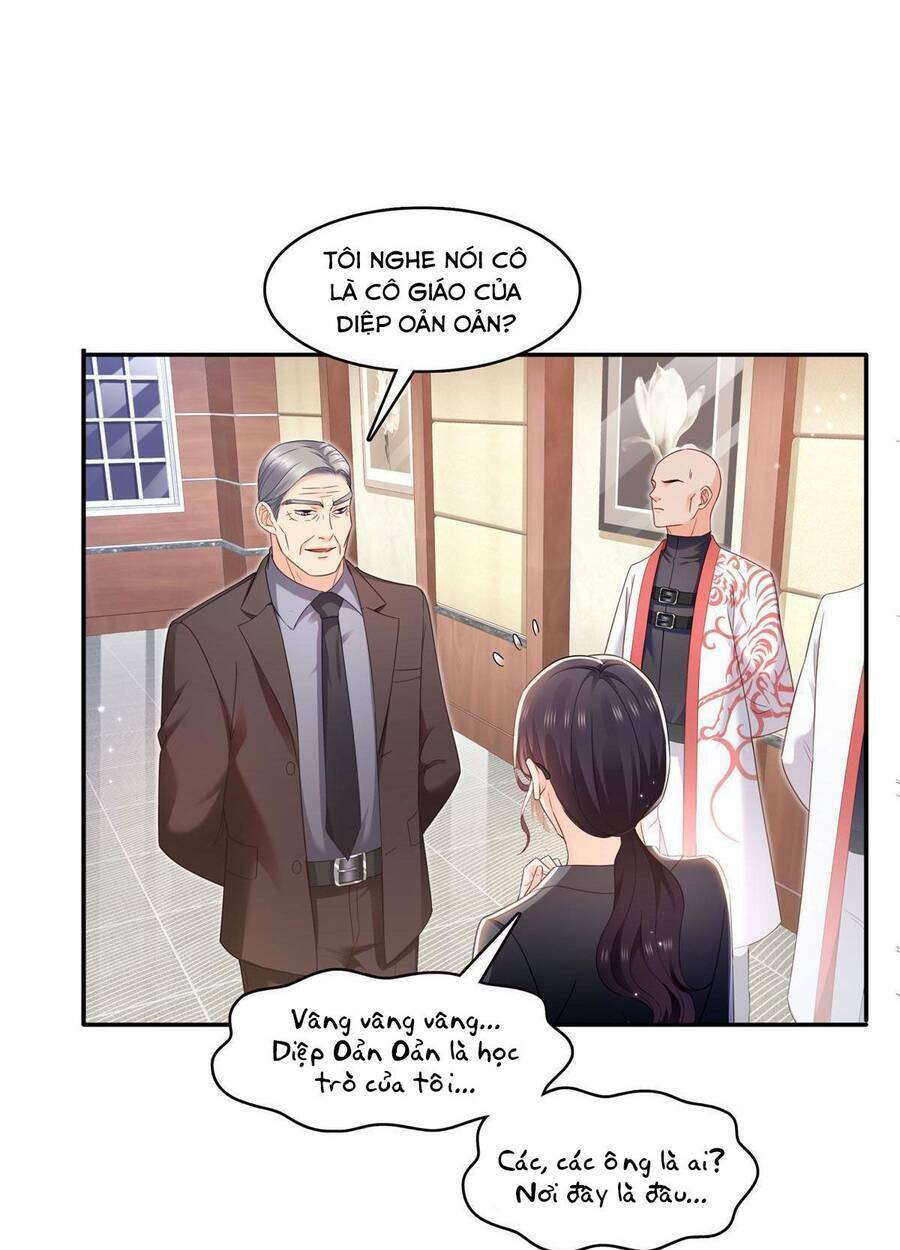 TÔI NGHE NÓI CÔ
LÀ CÔ GIÁO CỦA
DIỆP OẢN OẢN?
Vâng vâng vâng...
Diệp Oản Oản là học
trò của tôi...
Các, các ông là ai?
Nơi đây là đâu...